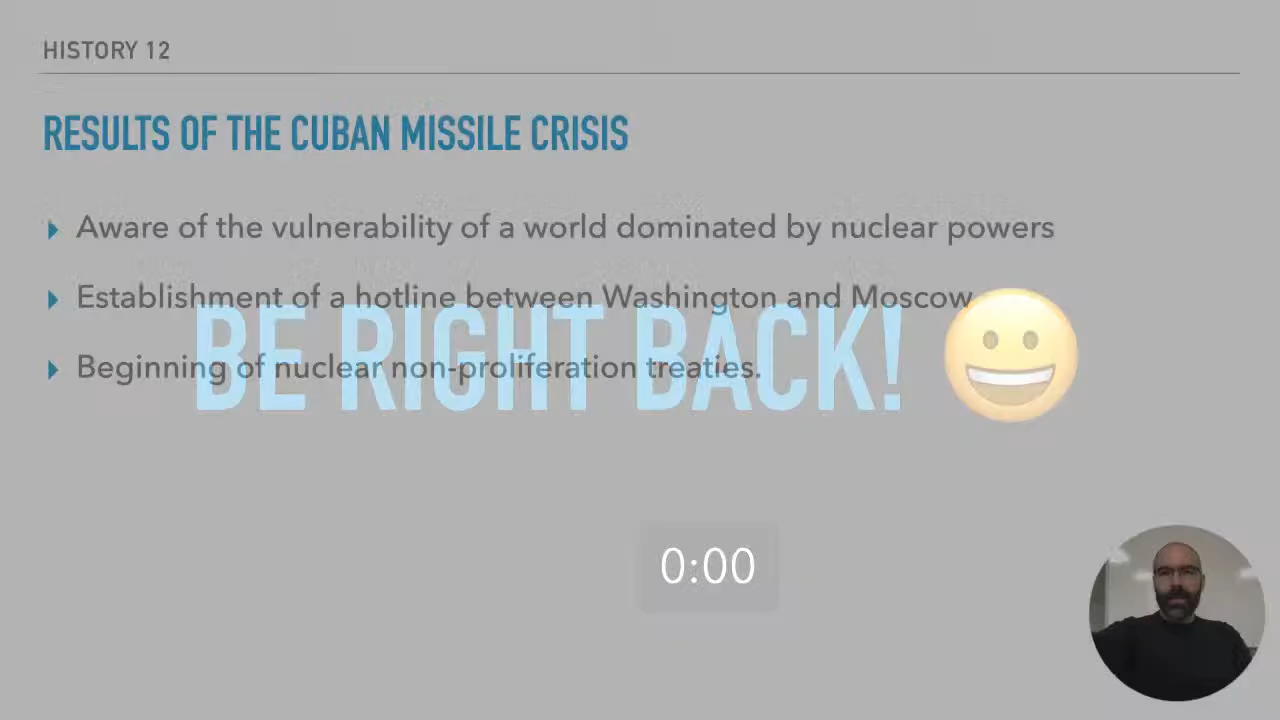 HISTORY 12
RESULTS OF THE CUBAN MISSILE CRISIS
Aware of the vulnerability of a world dominated by nuclear powers
Establishment of a hotline between Washington and Moscow.
Beginning of nuclear non-proliferation treaties.
BE RIGHT BACK!
0:00